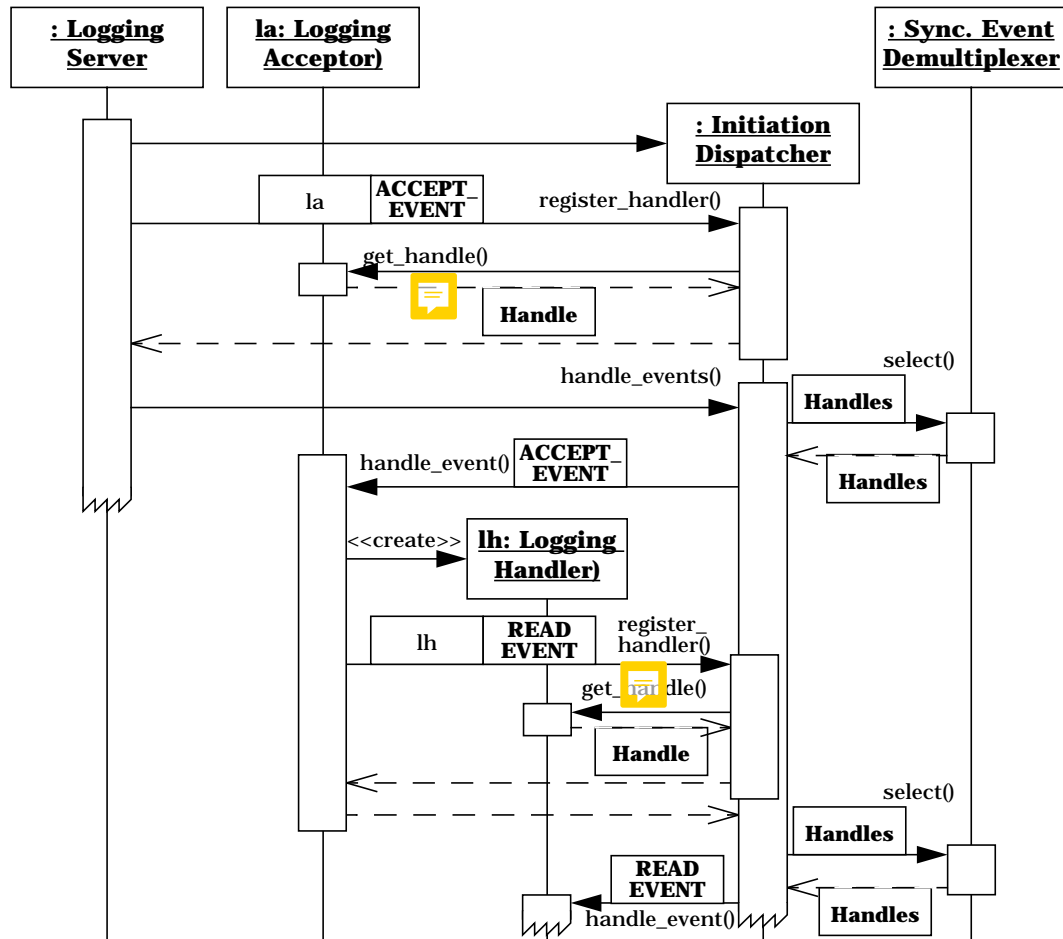 : Logging
Server
la: Logging
Acceptor)
: Sync. Event
Demultiplexer
: Initiation
Dispatcher
la
ACCEPT_
EVENT
register_handler()
get_handle()
Handle
handle_events()
select()
Handles
Handles
handle_event()
ACCEPT_
EVENT
<<create>>
lh: Logging
Handler)
lh
READ
EVENT
register_
handler()
get_handle()
Handle
select()
Handles
Handles
READ
EVENT
handle_event()